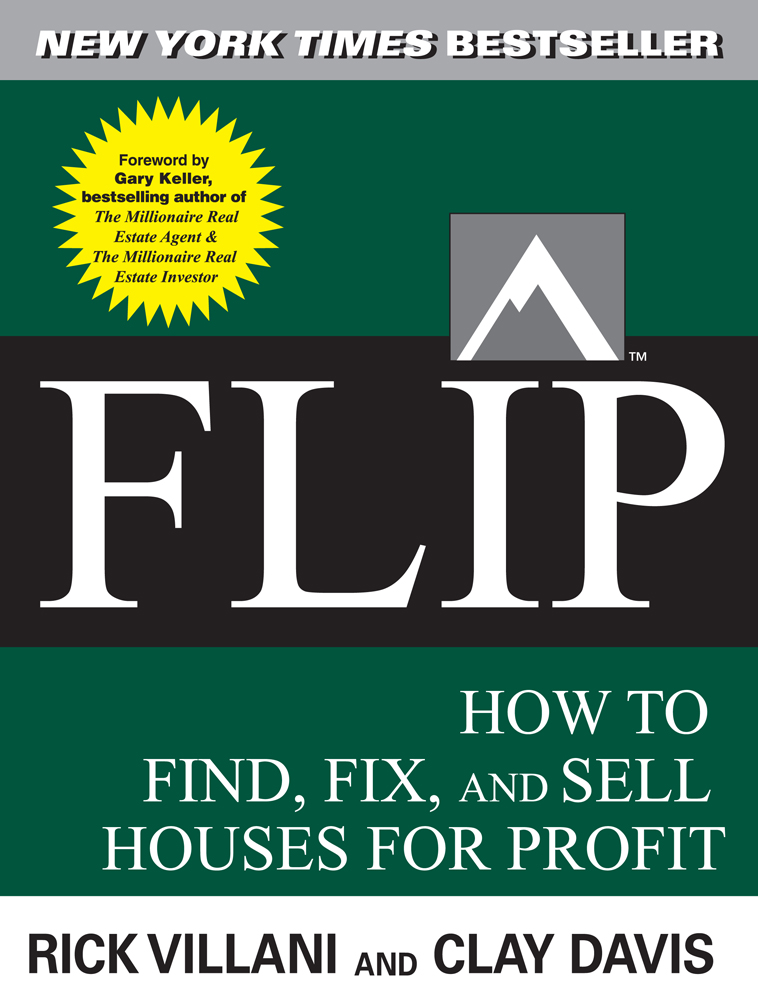 NEW YORK TIMES BESTSELLER
Foreword by
Gary Keller,
bestselling author of
The Millionaire Real
Estate Agent &
The Millionaire Real
Estate Investor
TM
FLIP
HOW TO
FIND, FIX, AND SELL
HOUSES FOR PROFIT
RICK VILLANI AND CLAY DAVIS